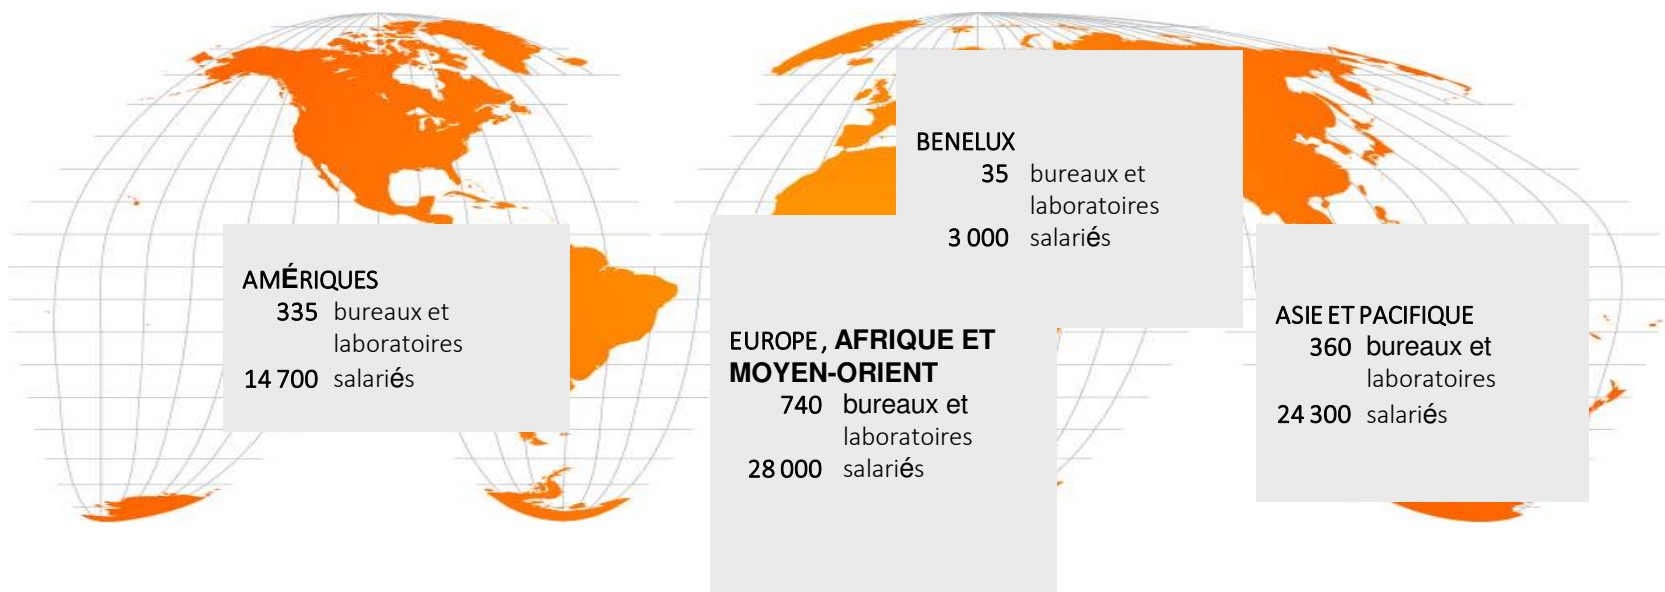 AMÉRIQUES
335 bureaux et
laboratoires
14 700 salariés
EUROPE, AFRIQUE ET
MOYEN-ORIENT
740 bureaux et
laboratoires
28 000 salariés
BENELUX
35 bureaux et
laboratoires
3 000 salariés
ASIE ET PACIFIQUE
360 bureaux et
laboratoires
24 300 salariés